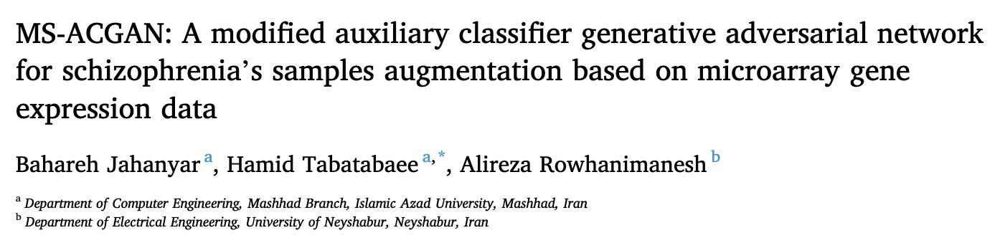 MS-ACGAN: A modified auxiliary classifier generative adversarial network
for schizophrenia’s samples augmentation based on microarray gene
expression data
Bahareh Jahanyar a, Hamid Tabatabaee a,*, Alireza Rowhanimanesh b
a Department of Computer Engineering, Mashhad Branch, Islamic Azad University, Mashhad, Iran
b Department of Electrical Engineering, University of Neyshabur, Neyshabur, Iran